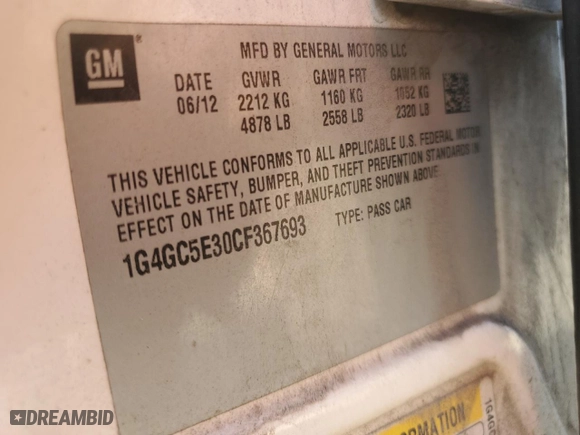 GM
MFD BY GENERAL MOTORS LLC
DATE GVWR GAWR FRT GAWR RR
06/12 2212 KG 1160 KG 1052 KG
4878 LB 2558 LB 2320 LB
THIS VEHICLE CONFORMS TO ALL APPLICABLE U.S. FEDERAL MOTOR
VEHICLE SAFETY, BUMPER, AND THEFT PREVENTION STANDARDS IN
EFFECT ON THE DATE OF MANUFACTURE SHOWN ABOVE.
1G4GC5E30CF367693 TYPE: PASS CAR
DREAMBID